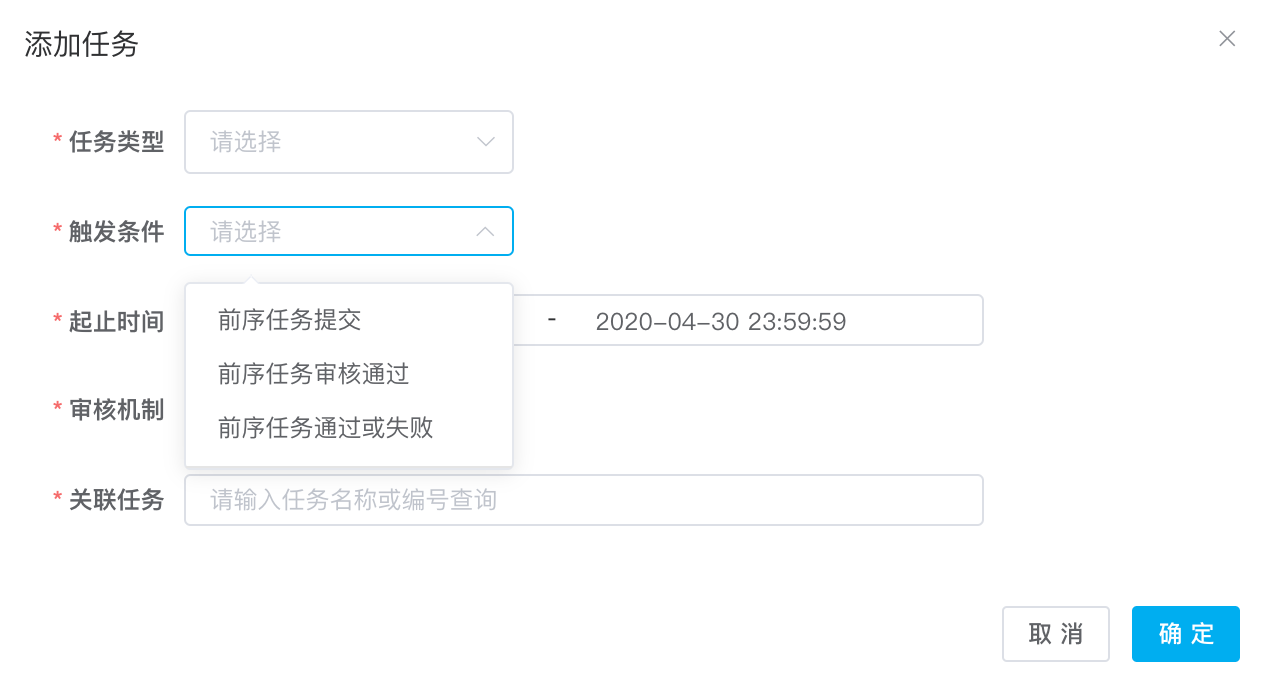 添加任务
* 任务类型 请选择
* 触发条件 请选择
前序任务提交
前序任务审核通过
前序任务通过或失败
* 起止时间 - 2020-04-30 23:59:59
* 审核机制
* 关联任务 请输入任务名称或编号查询
取 消 确 定